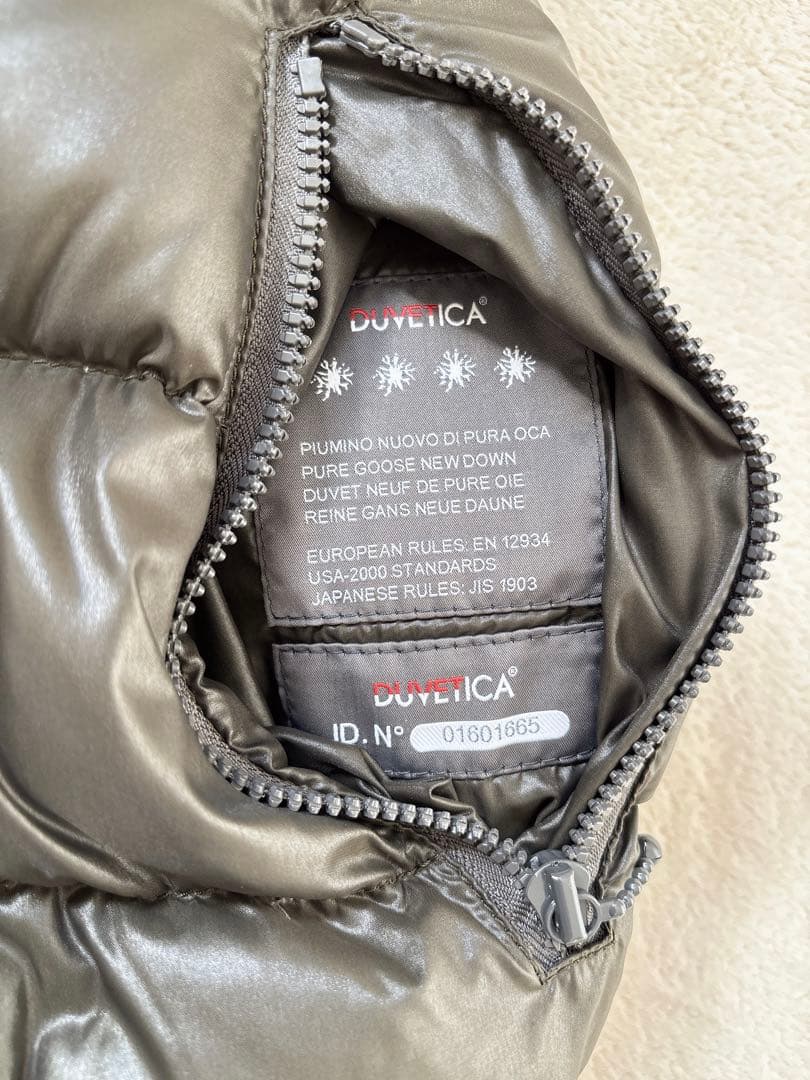 DUVETICA®
PIUMINO NUOVO DI PURA OCA
PURE GOOSE NEW DOWN
DUVET NEUF DE PURE OIE
REINE GANS NEUE DAUNE
EUROPEAN RULES: EN 12934
USA-2000 STANDARDS
JAPANESE RULES: JIS 1903
DUVETICA®
ID. N° 01601665